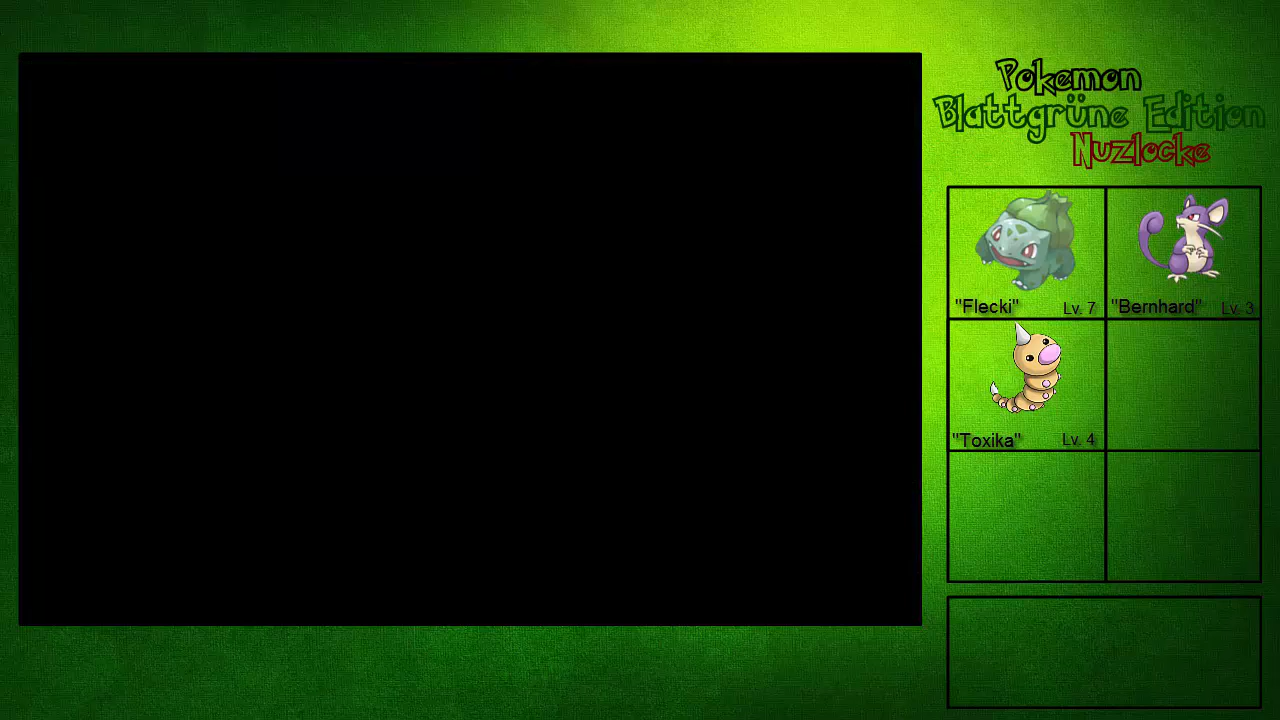 Pokemon
Blattgrüne Edition
Nuzlocke
"Flecki" Lv. 7
"Bernhard" Lv. 3
"Toxika" Lv. 4